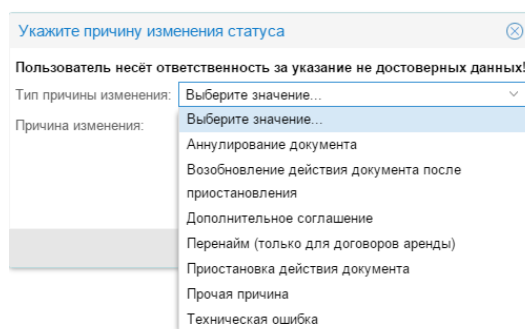 Укажите причину изменения статуса
Пользователь несёт ответственность за указание не достоверных данных!
Тип причины изменения: Выберите значение...
Причина изменения:
Выберите значение...
Аннулирование документа
Возобновление действия документа после
приостановления
Дополнительное соглашение
Перенайм (только для договоров аренды)
Приостановка действия документа
Прочая причина
Техническая ошибка